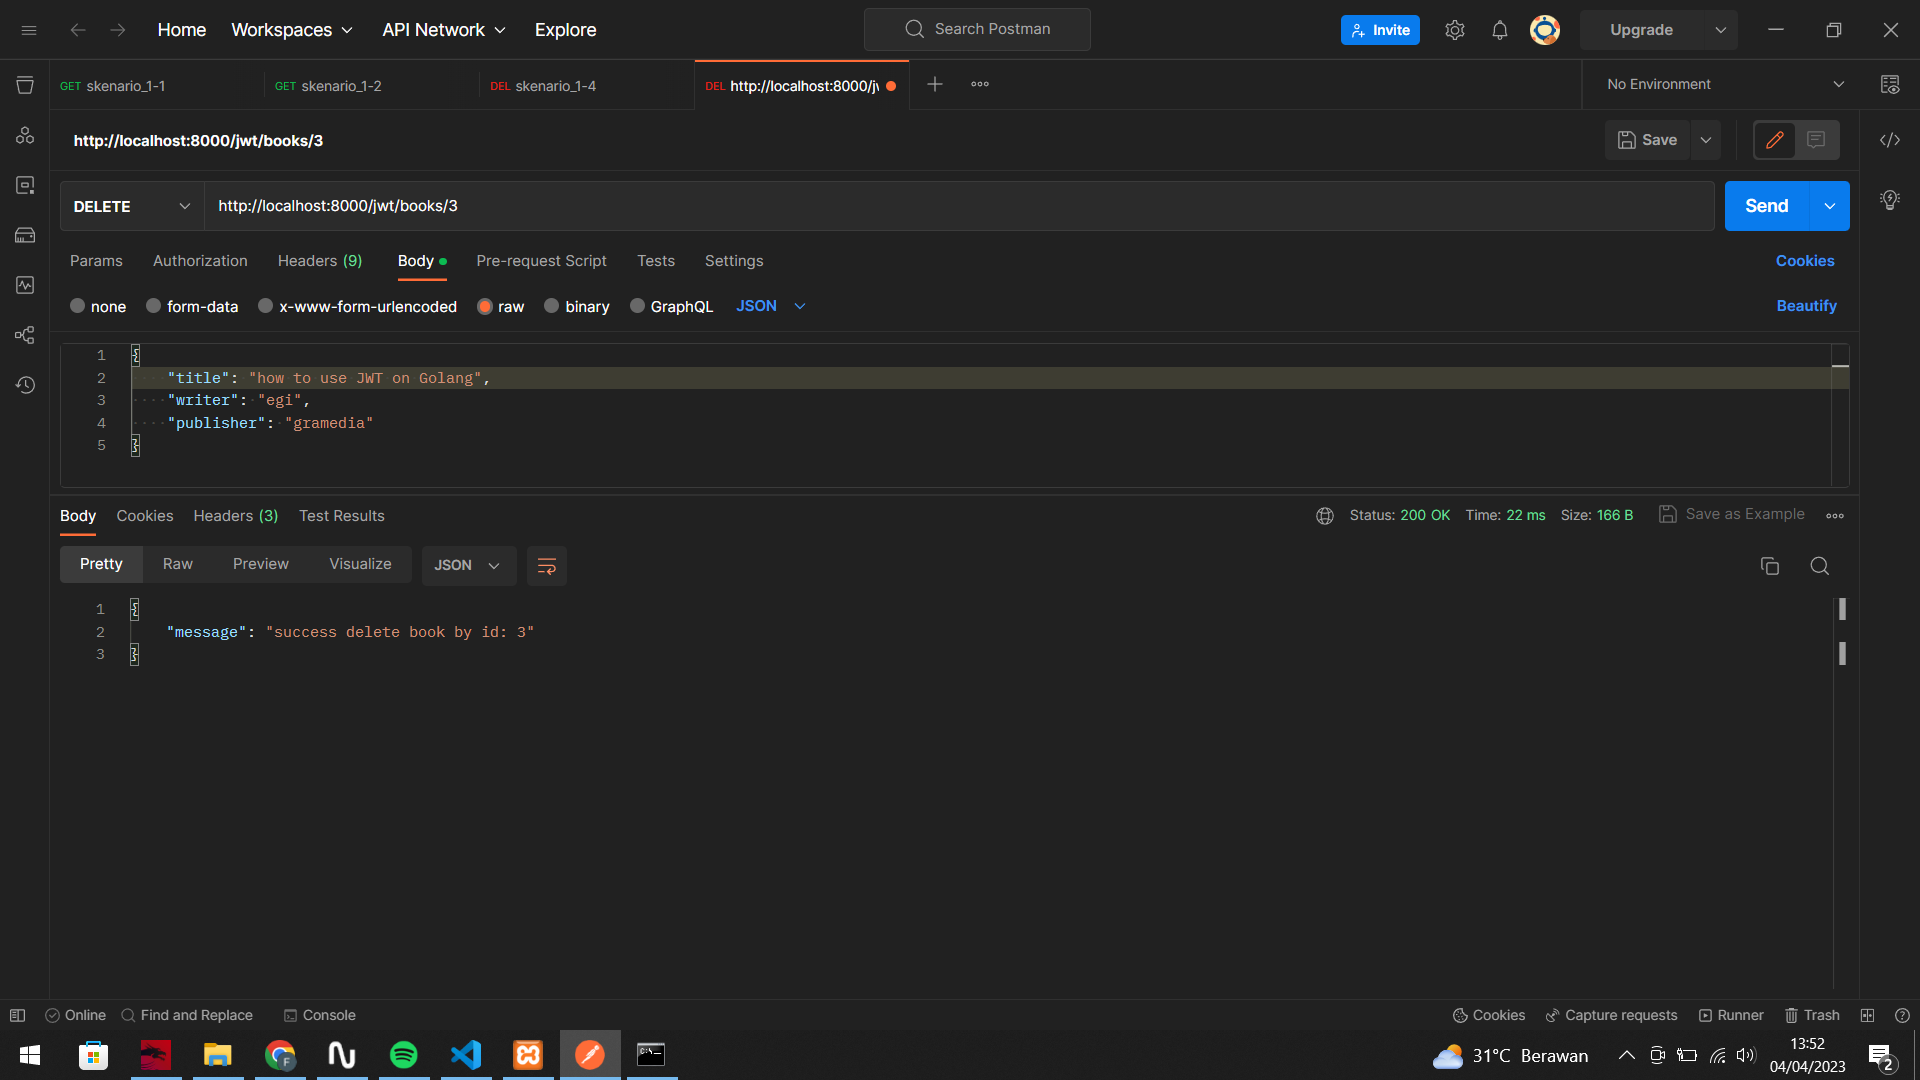 Home Workspaces API Network Explore Search Postman Invite Upgrade
GET skenario_1-1 GET skenario_1-2 DEL skenario_1-4 DEL http://localhost:8000/jv No Environment
http://localhost:8000/jwt/books/3 Save
DELETE http://localhost:8000/jwt/books/3 Send
Params Authorization Headers (9) Body Pre-request Script Tests Settings Cookies
none form-data x-www-form-urlencoded raw binary GraphQL JSON Beautify
1 {
2 "title": "how to use JWT on Golang",
3 "writer": "egi",
4 "publisher": "gramedia"
5 }
Body Cookies Headers (3) Test Results Status: 200 OK Time: 22 ms Size: 166 B Save as Example
Pretty Raw Preview Visualize JSON
1 {
2 "message": "success delete book by id: 3"
3 }
Online Find and Replace Console Cookies Capture requests Runner Trash
F C:\ 31°C Berawan 13:52
04/04/2023 2